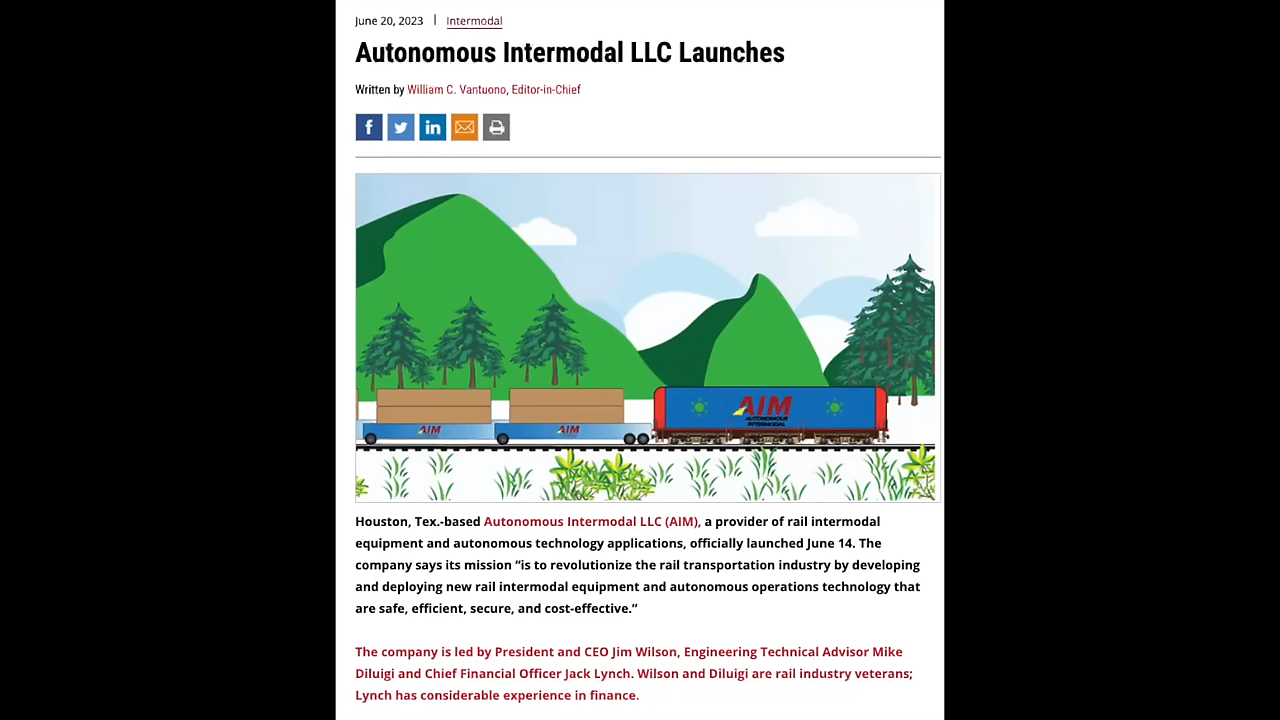 June 20, 2023 | Intermodal
Autonomous Intermodal LLC Launches
Written by William C. Vantuono, Editor-in-Chief
f in
AIM AIM AIM
AUTONOMOUS
INTERMODAL
Houston, Tex.-based Autonomous Intermodal LLC (AIM), a provider of rail intermodal
equipment and autonomous technology applications, officially launched June 14. The
company says its mission “is to revolutionize the rail transportation industry by developing
and deploying new rail intermodal equipment and autonomous operations technology that
are safe, efficient, secure, and cost-effective.”
The company is led by President and CEO Jim Wilson, Engineering Technical Advisor Mike
Diluigi and Chief Financial Officer Jack Lynch. Wilson and Diluigi are rail industry veterans;
Lynch has considerable experience in finance.